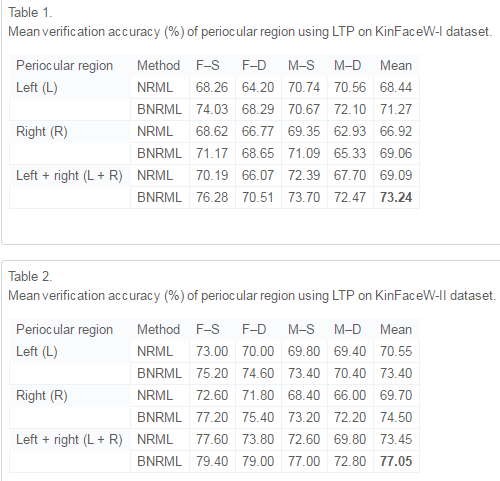 Table 1.
Mean verification accuracy (%) of periocular region using LTP on KinFaceW-I dataset.
Periocular region Method F–S F–D M–S M–D Mean
Left (L) NRML 68.26 64.20 70.74 70.56 68.44
BNRML 74.03 68.29 70.67 72.10 71.27
Right (R) NRML 68.62 66.77 69.35 62.93 66.92
BNRML 71.17 68.65 71.09 65.33 69.06
Left + right (L + R) NRML 70.19 66.07 72.39 67.70 69.09
BNRML 76.28 70.51 73.70 72.47 73.24
Table 2.
Mean verification accuracy (%) of periocular region using LTP on KinFaceW-II dataset.
Periocular region Method F–S F–D M–S M–D Mean
Left (L) NRML 73.00 70.00 69.80 69.40 70.55
BNRML 75.20 74.60 73.40 70.40 73.40
Right (R) NRML 72.60 71.80 68.40 66.00 69.70
BNRML 77.20 75.40 73.20 72.20 74.50
Left + right (L + R) NRML 77.60 73.80 72.60 69.80 73.45
BNRML 79.40 79.00 77.00 72.80 77.05